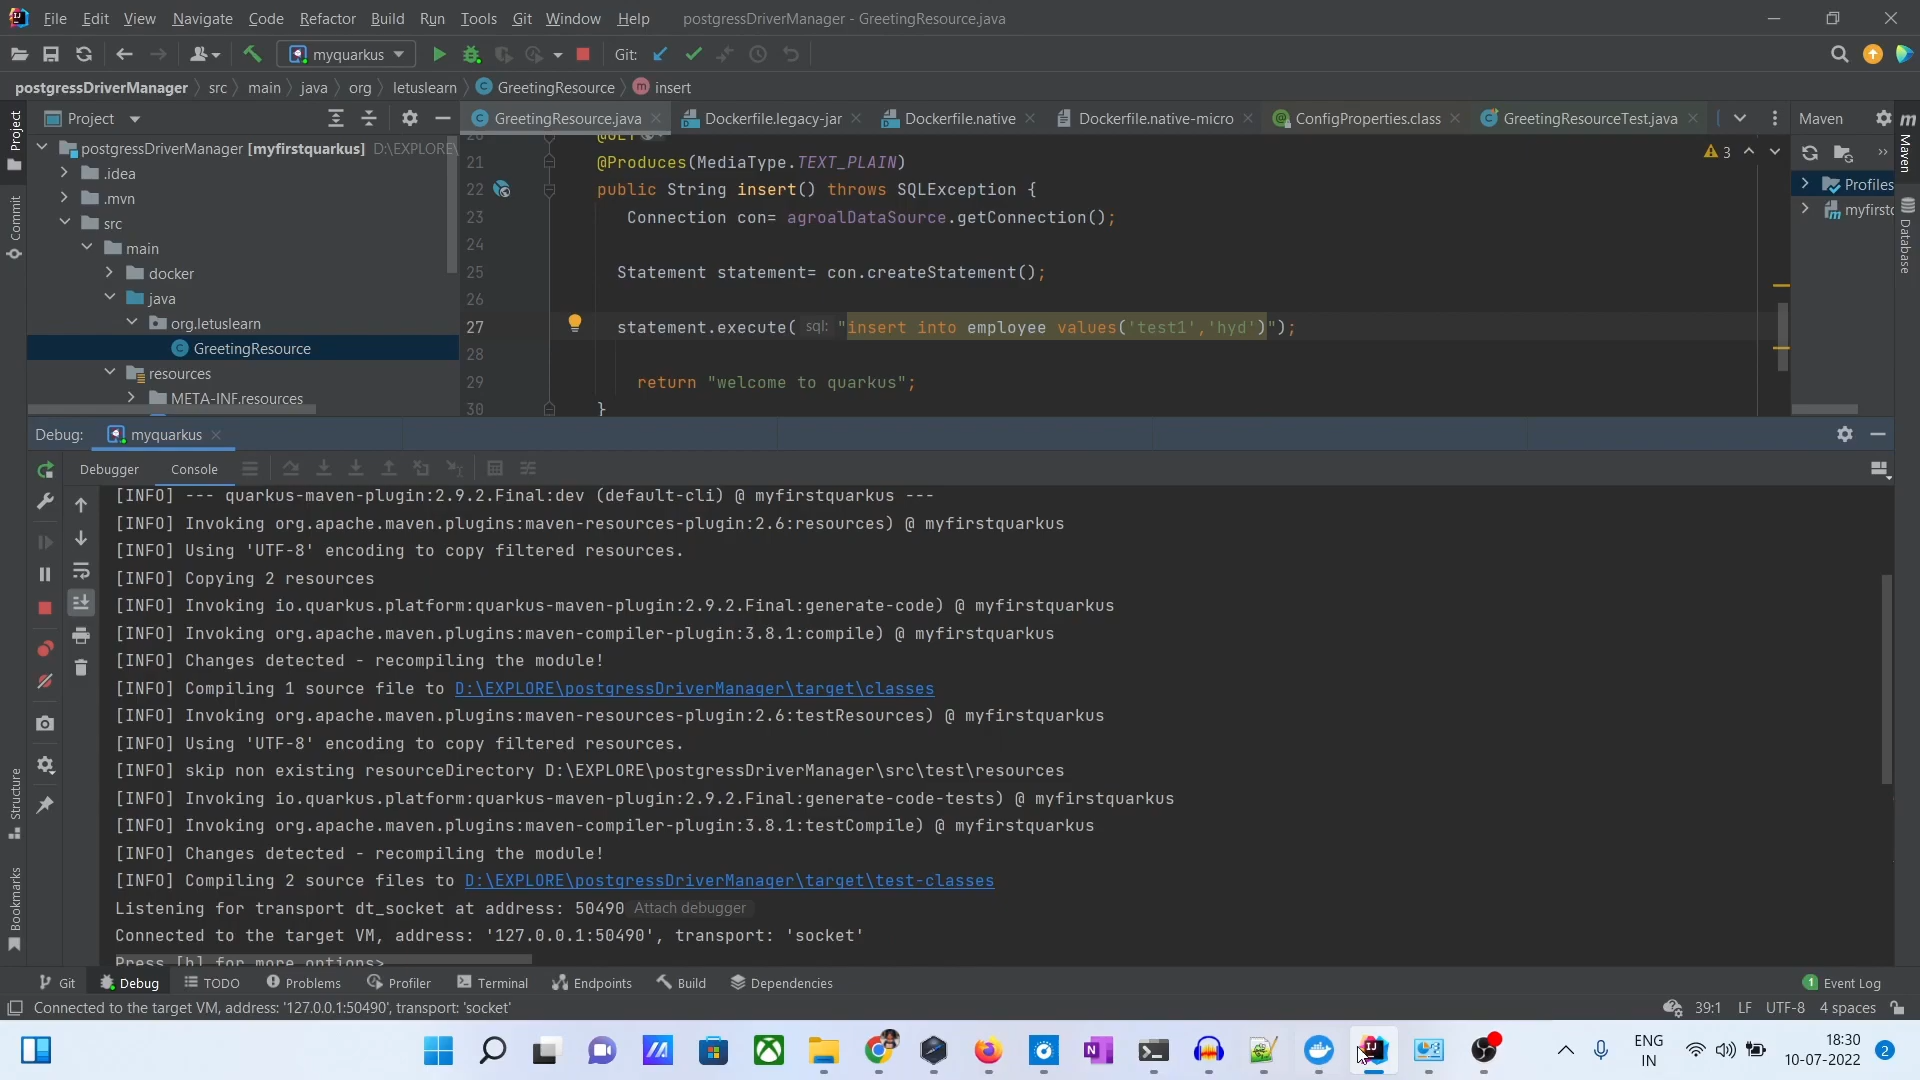 File Edit View Navigate Code Refactor Build Run Tools Git Window Help postgressDriverManager - GreetingResource.java
myquarkus Git:
postgressDriverManager src main java org letuslearn GreetingResource insert
Project
GreetingResource.java Dockerfile.legacy-jar Dockerfile.native Dockerfile.native-micro ConfigProperties.class GreetingResourceTest.java
Maven
postgressDriverManager [myfirstquarkus] D:\EXPLORE\
.idea
.mvn
src
main
docker
java
org.letuslearn
GreetingResource
resources
META-INF.resources
20 @GET
21 @Produces(MediaType.TEXT_PLAIN)
22 public String insert() throws SQLException {
23 Connection con= agroalDataSource.getConnection();
24
25 Statement statement= con.createStatement();
26
27 statement.execute( sql: "insert into employee values('test1','hyd')");
28
29 return "welcome to quarkus";
30 }
3
Profiles
myfirstq
Project
Commit
Structure
Bookmarks
Maven
Database
Debug: myquarkus
Debugger Console
[INFO] --- quarkus-maven-plugin:2.9.2.Final:dev (default-cli) @ myfirstquarkus ---
[INFO] Invoking org.apache.maven.plugins:maven-resources-plugin:2.6:resources) @ myfirstquarkus
[INFO] Using 'UTF-8' encoding to copy filtered resources.
[INFO] Copying 2 resources
[INFO] Invoking io.quarkus.platform:quarkus-maven-plugin:2.9.2.Final:generate-code) @ myfirstquarkus
[INFO] Invoking org.apache.maven.plugins:maven-compiler-plugin:3.8.1:compile) @ myfirstquarkus
[INFO] Changes detected - recompiling the module!
[INFO] Compiling 1 source file to D:\EXPLORE\postgressDriverManager\target\classes
[INFO] Invoking org.apache.maven.plugins:maven-resources-plugin:2.6:testResources) @ myfirstquarkus
[INFO] Using 'UTF-8' encoding to copy filtered resources.
[INFO] skip non existing resourceDirectory D:\EXPLORE\postgressDriverManager\src\test\resources
[INFO] Invoking io.quarkus.platform:quarkus-maven-plugin:2.9.2.Final:generate-code-tests) @ myfirstquarkus
[INFO] Invoking org.apache.maven.plugins:maven-compiler-plugin:3.8.1:testCompile) @ myfirstquarkus
[INFO] Changes detected - recompiling the module!
[INFO] Compiling 2 source files to D:\EXPLORE\postgressDriverManager\target\test-classes
Listening for transport dt_socket at address: 50490 Attach debugger
Connected to the target VM, address: '127.0.0.1:50490', transport: 'socket'
Press [h] for more options>
Git Debug TODO Problems Profiler Terminal Endpoints Build Dependencies 1 Event Log
Connected to the target VM, address: '127.0.0.1:50490', transport: 'socket' 39:1 LF UTF-8 4 spaces
ENG
IN
18:30
10-07-2022
2